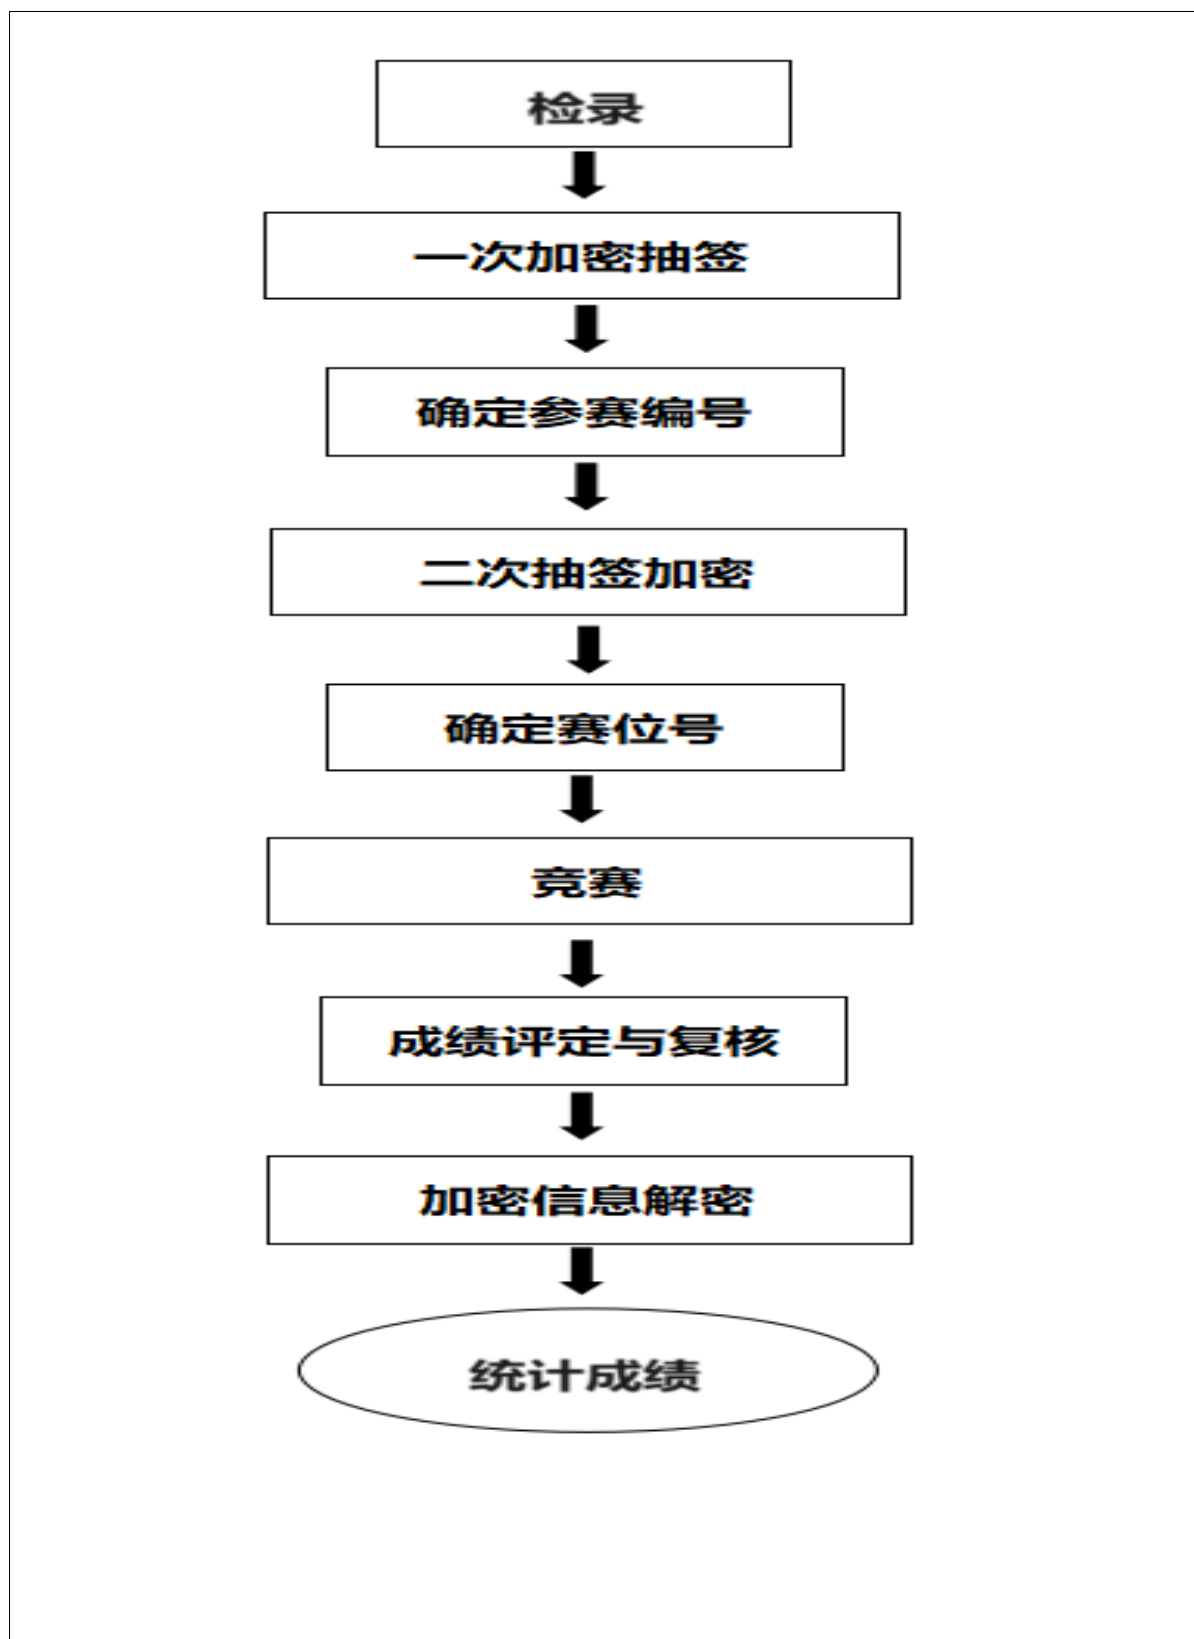 检录
一次加密抽签
确定参赛编号
二次抽签加密
确定赛位号
竞赛
成绩评定与复核
加密信息解密
统计成绩